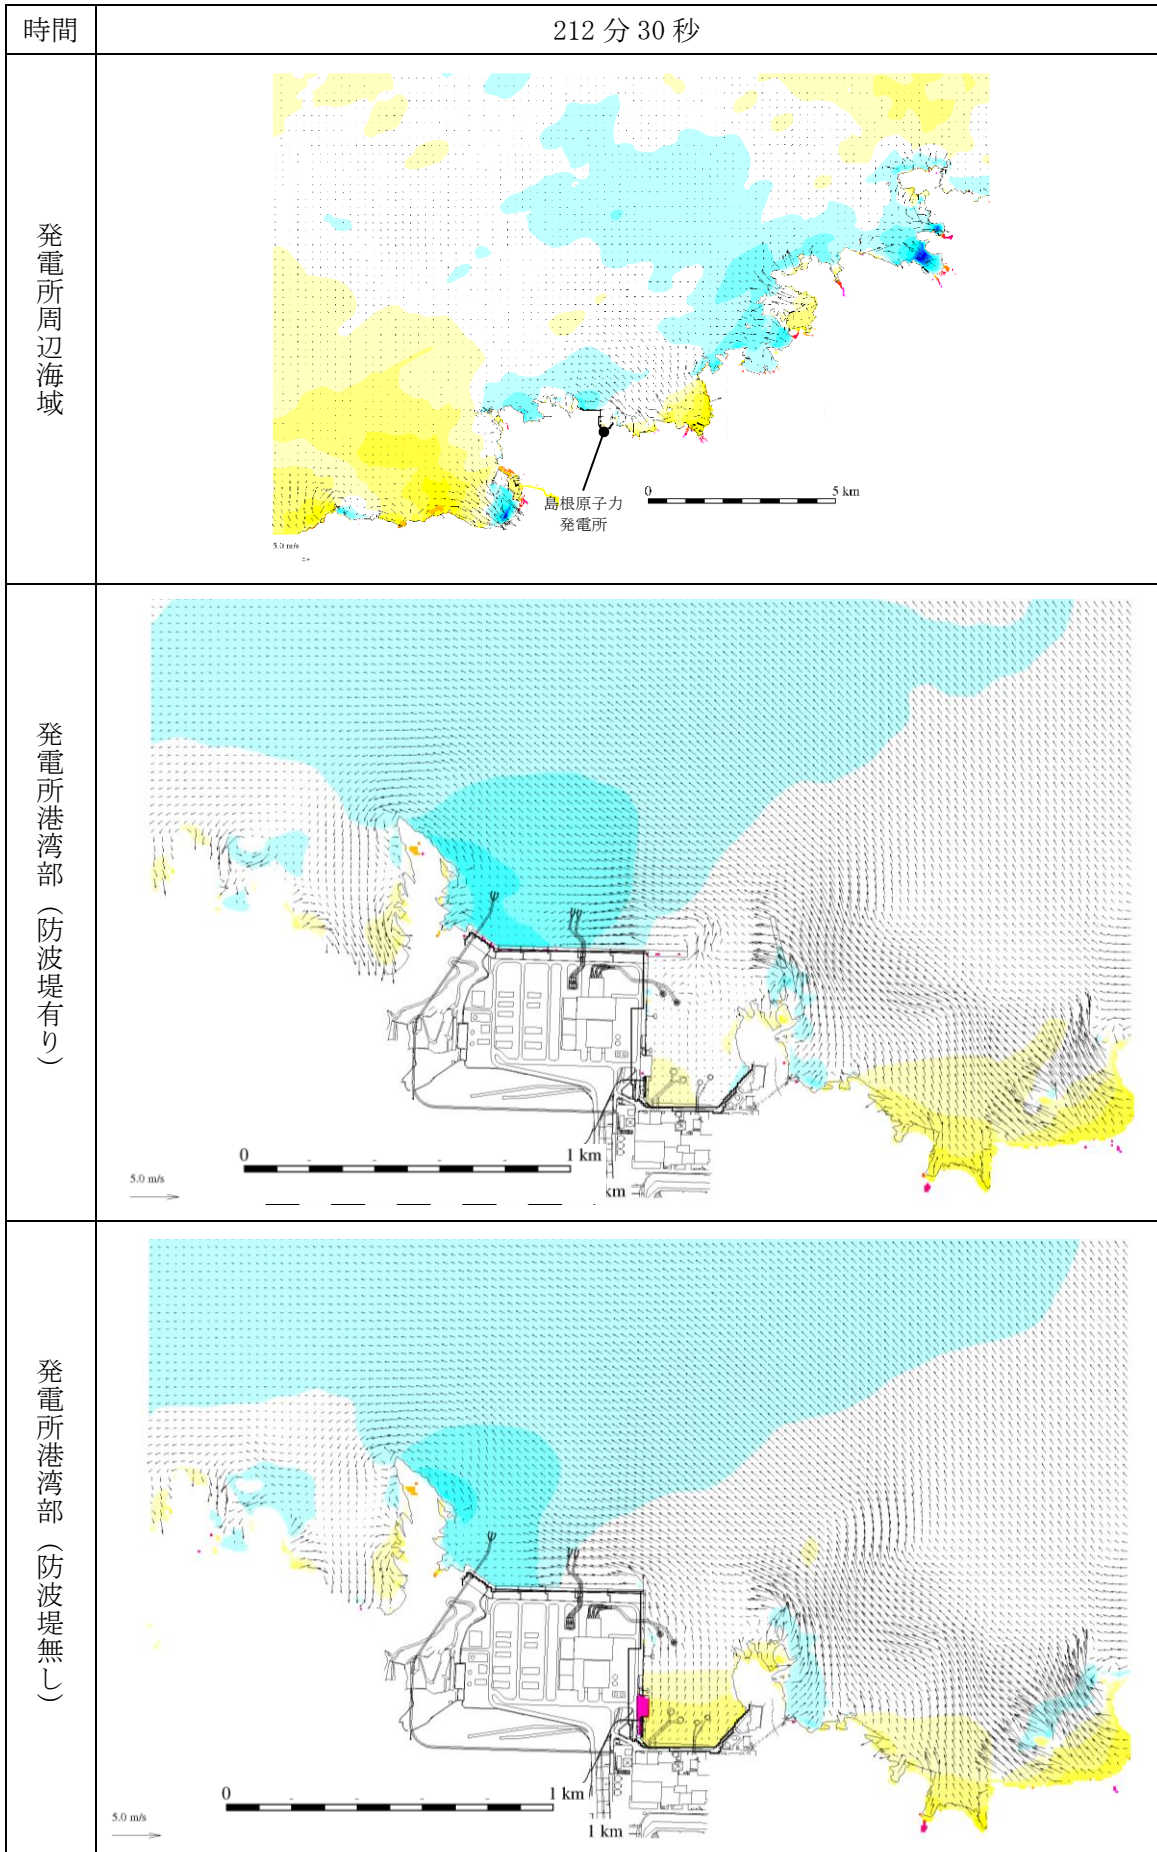 時間
212 分 30 秒
発電所周辺海域
島根原子力
発電所
0
5 km
5.0 m/s
発電所港湾部（防波堤有り）
0
1 km
km
5.0 m/s
発電所港湾部（防波堤無し）
0
1 km
1 km
5.0 m/s